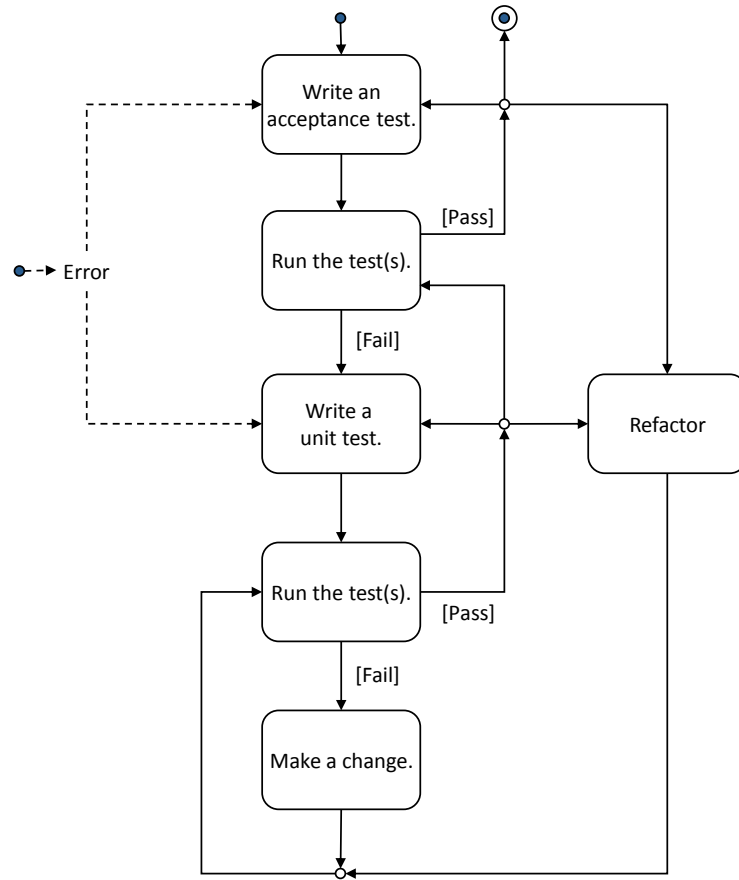 Write an
acceptance test.
[Pass]
Run the test(s).
Error
[Fail]
Write a
unit test.
Refactor
Run the test(s).
[Pass]
[Fail]
Make a change.